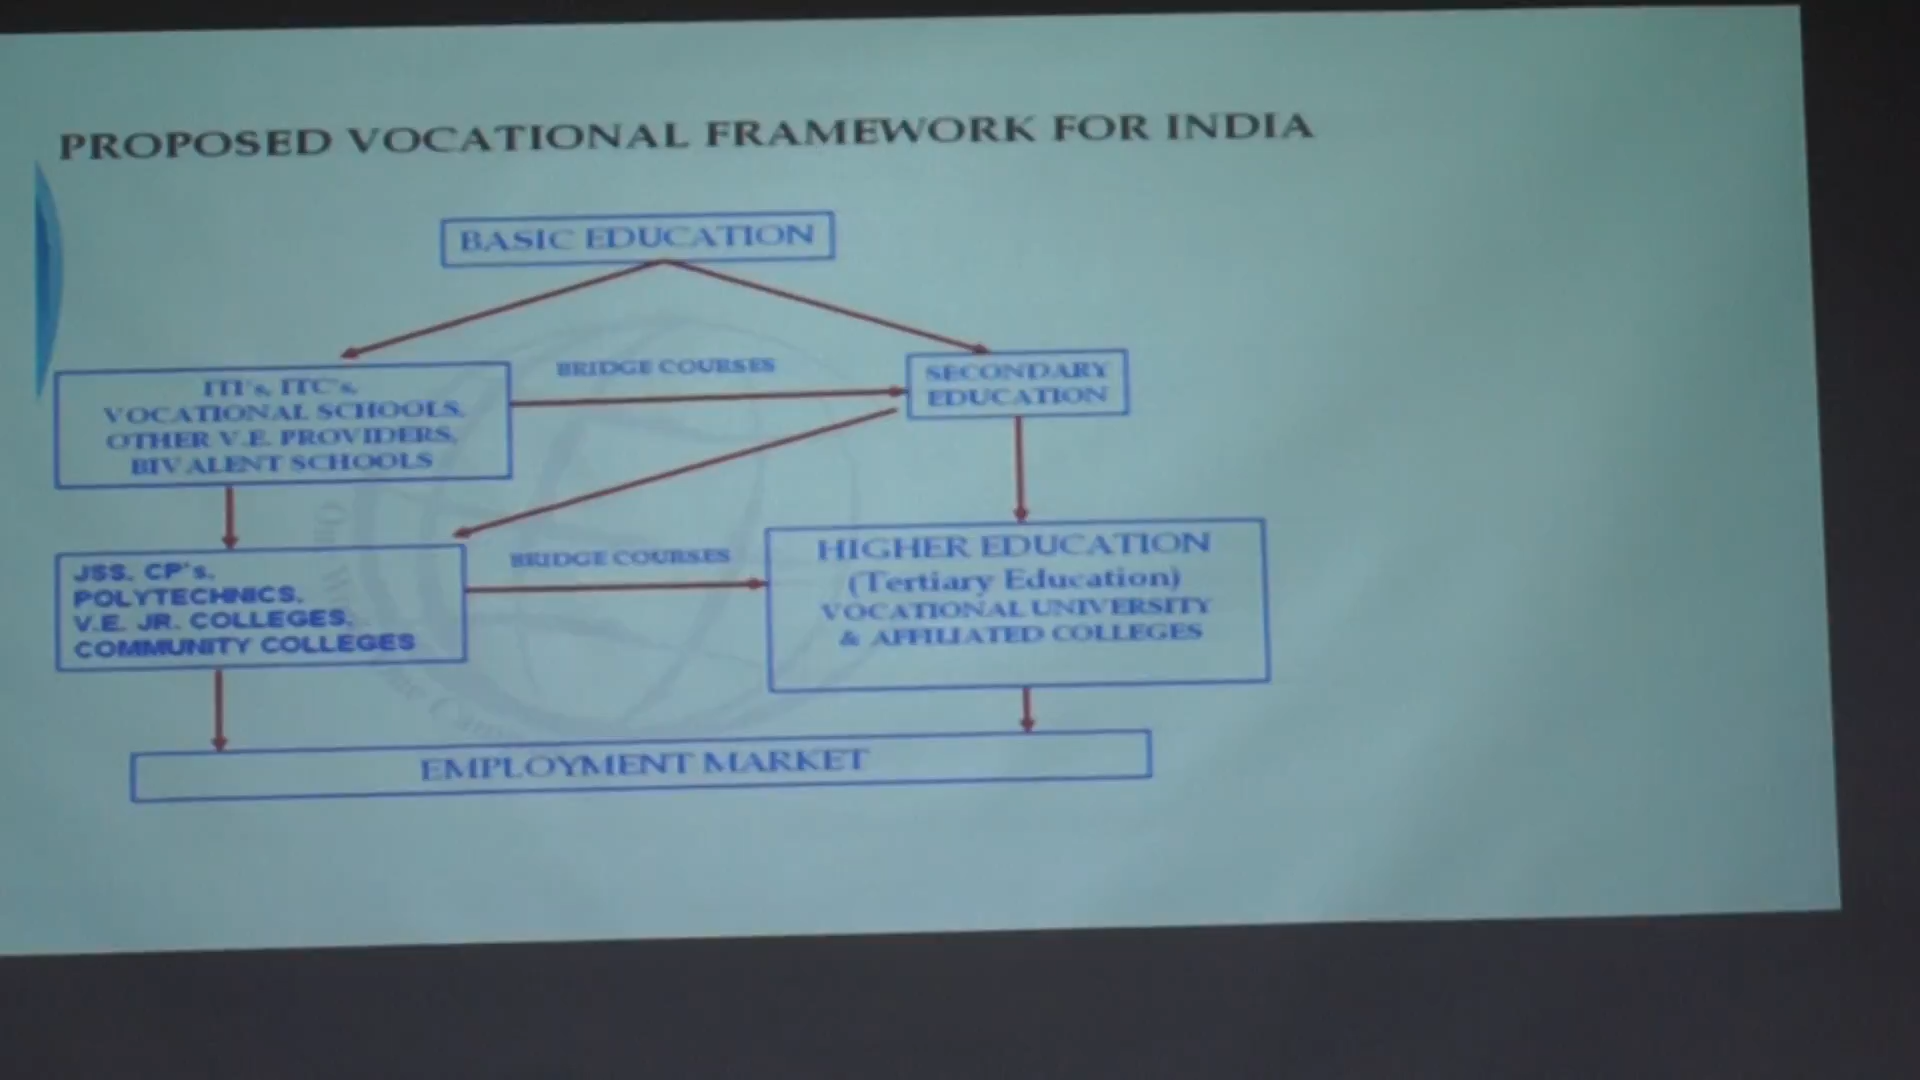 PROPOSED VOCATIONAL FRAMEWORK FOR INDIA
BASIC EDUCATION
ITI's, ITC's,
VOCATIONAL SCHOOLS,
OTHER V.E. PROVIDERS,
BIVALENT SCHOOLS
BRIDGE COURSES
SECONDARY
EDUCATION
JSS, CP's,
POLYTECHNICS,
V.E. JR. COLLEGES,
COMMUNITY COLLEGES
BRIDGE COURSES
HIGHER EDUCATION
(Tertiary Education)
VOCATIONAL UNIVERSITY
& AFFILIATED COLLEGES
EMPLOYMENT MARKET